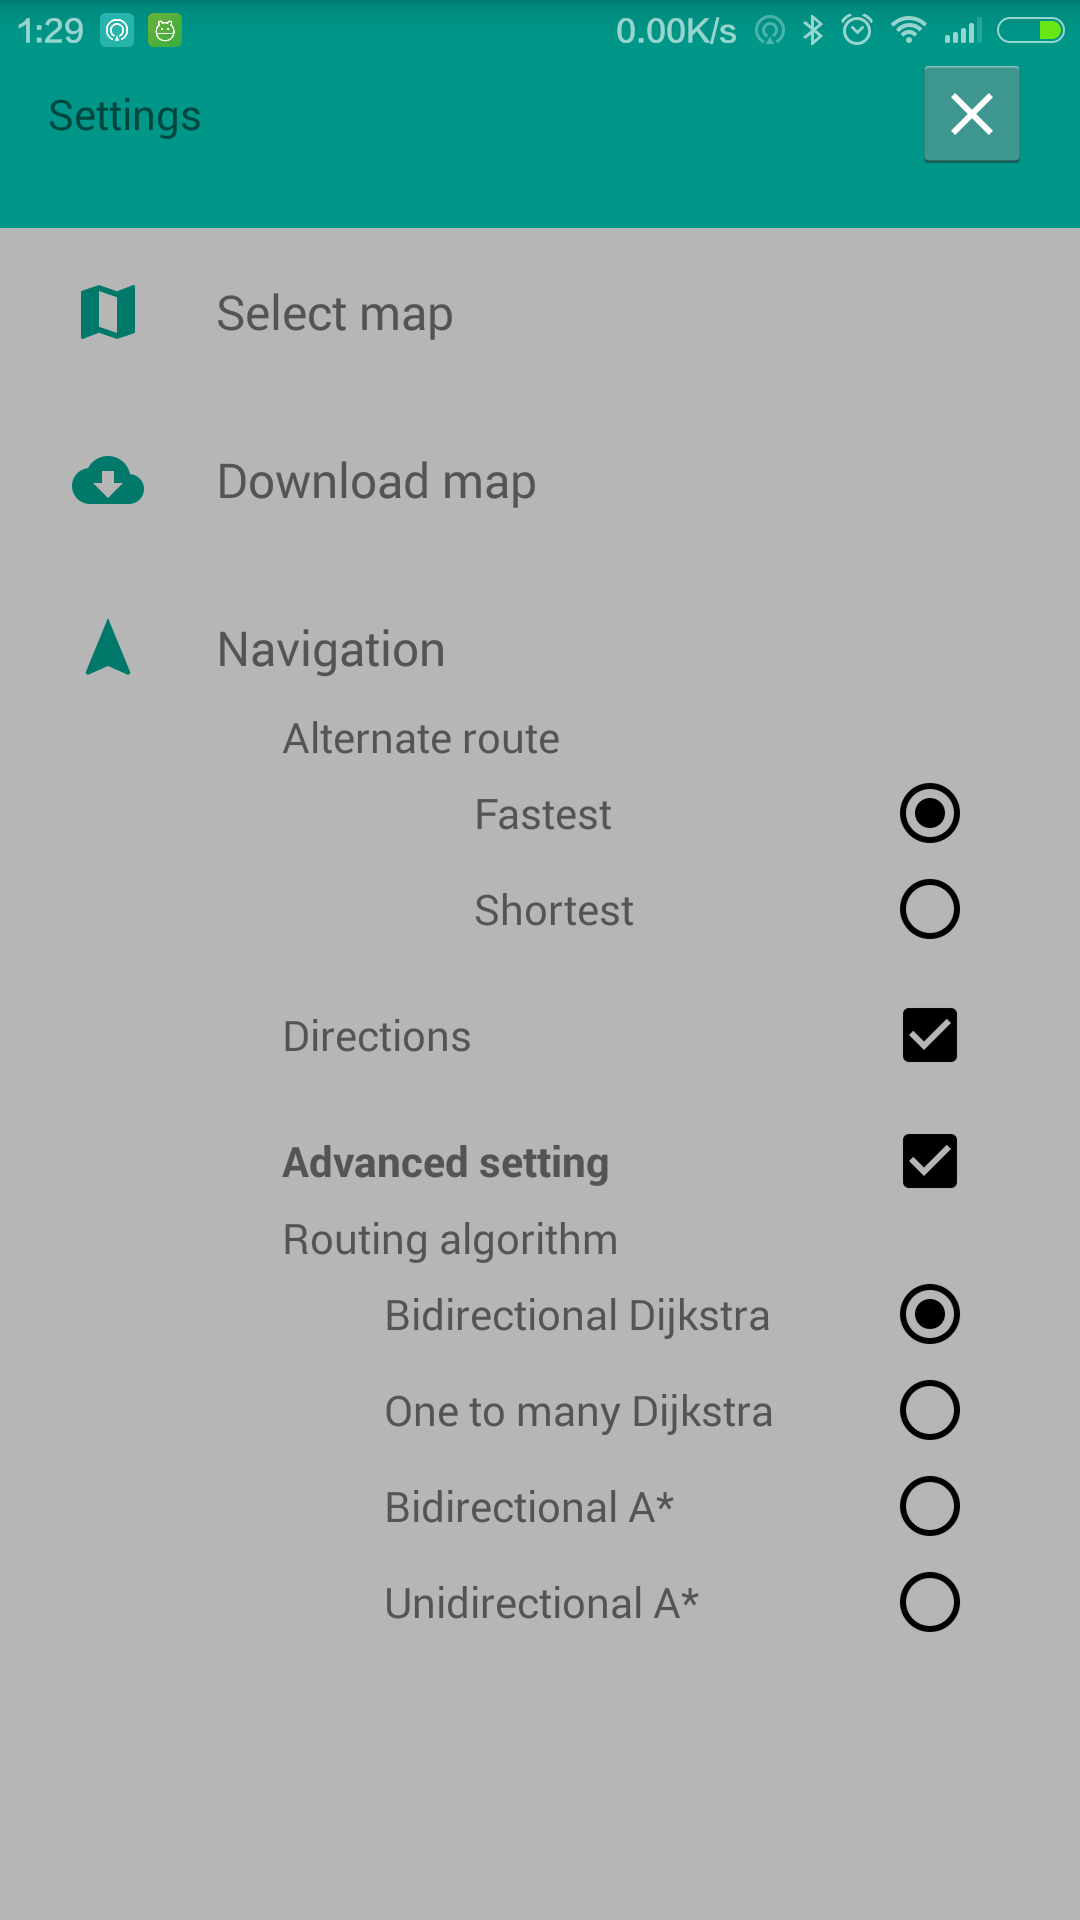 1:29 0.00K/s
Settings
Select map
Download map
Navigation
Alternate route
Fastest
Shortest
Directions
Advanced setting
Routing algorithm
Bidirectional Dijkstra
One to many Dijkstra
Bidirectional A*
Unidirectional A*